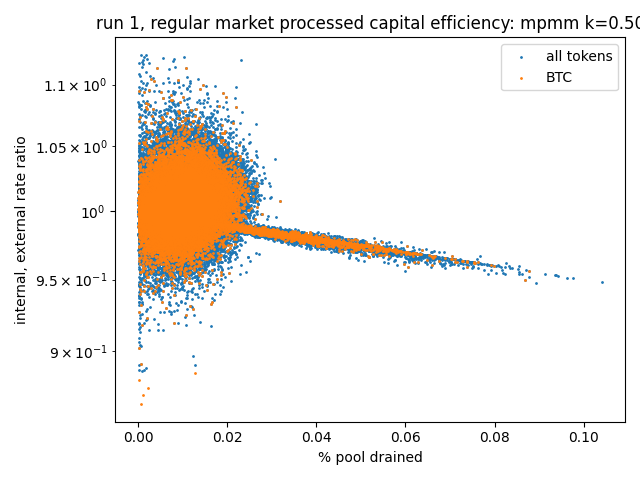 run 1, regular market processed capital efficiency: mpmm k=0.50
all tokens
BTC
1.1 × 10⁰
1.05 × 10⁰
10⁰
9.5 × 10⁻¹
9 × 10⁻¹
internal, external rate ratio
0.00 0.02 0.04 0.06 0.08 0.10
% pool drained